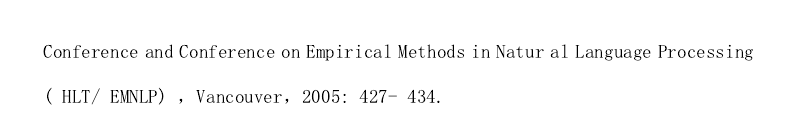 Conference and Conference on Empirical Methods in Natur al Language Processing
( HLT/ EMNLP) , Vancouver, 2005: 427- 434.